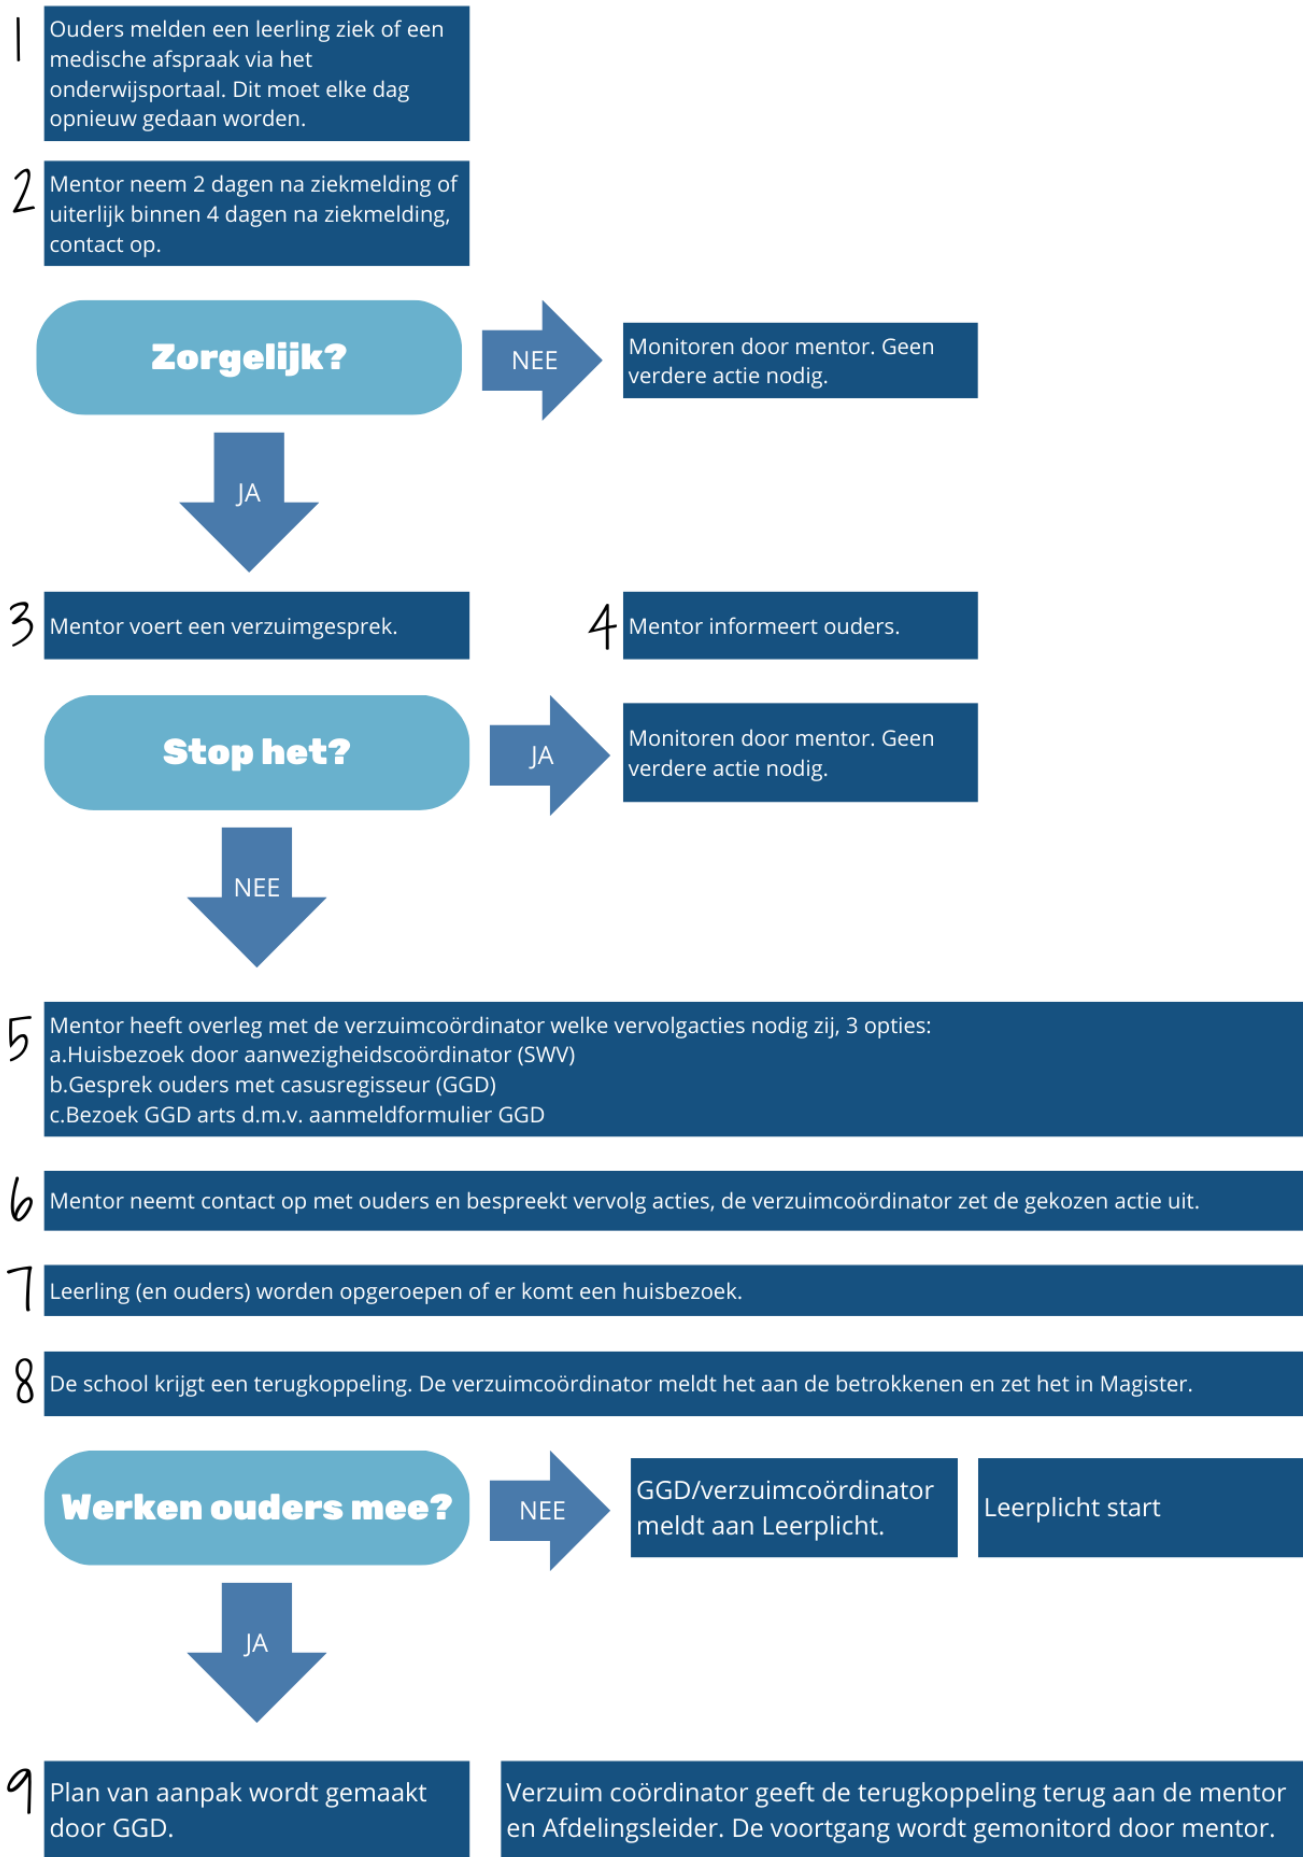 1
Ouders melden een leerling ziek of een
medische afspraak via het
onderwijsportaal. Dit moet elke dag
opnieuw gedaan worden.
2
Mentor neem 2 dagen na ziekmelding of
uiterlijk binnen 4 dagen na ziekmelding,
contact op.
Zorgelijk?
NEE
Monitoren door mentor. Geen
verdere actie nodig.
JA
3
Mentor voert een verzuimgesprek.
4
Mentor informeert ouders.
Stop het?
JA
Monitoren door mentor. Geen
verdere actie nodig.
NEE
5
Mentor heeft overleg met de verzuimcoördinator welke vervolgacties nodig zij, 3 opties:
a.Huisbezoek door aanwezigheidscoördinator (SWV)
b.Gesprek ouders met casusregisseur (GGD)
c.Bezoek GGD arts d.m.v. aanmeldformulier GGD
6
Mentor neemt contact op met ouders en bespreekt vervolg acties, de verzuimcoördinator zet de gekozen actie uit.
7
Leerling (en ouders) worden opgeroepen of er komt een huisbezoek.
8
De school krijgt een terugkoppeling. De verzuimcoördinator meldt het aan de betrokkenen en zet het in Magister.
Werken ouders mee?
NEE
GGD/verzuimcoördinator
meldt aan Leerplicht.
Leerplicht start
JA
9
Plan van aanpak wordt gemaakt
door GGD.
Verzuim coördinator geeft de terugkoppeling terug aan de mentor
en Afdelingsleider. De voortgang wordt gemonitord door mentor.